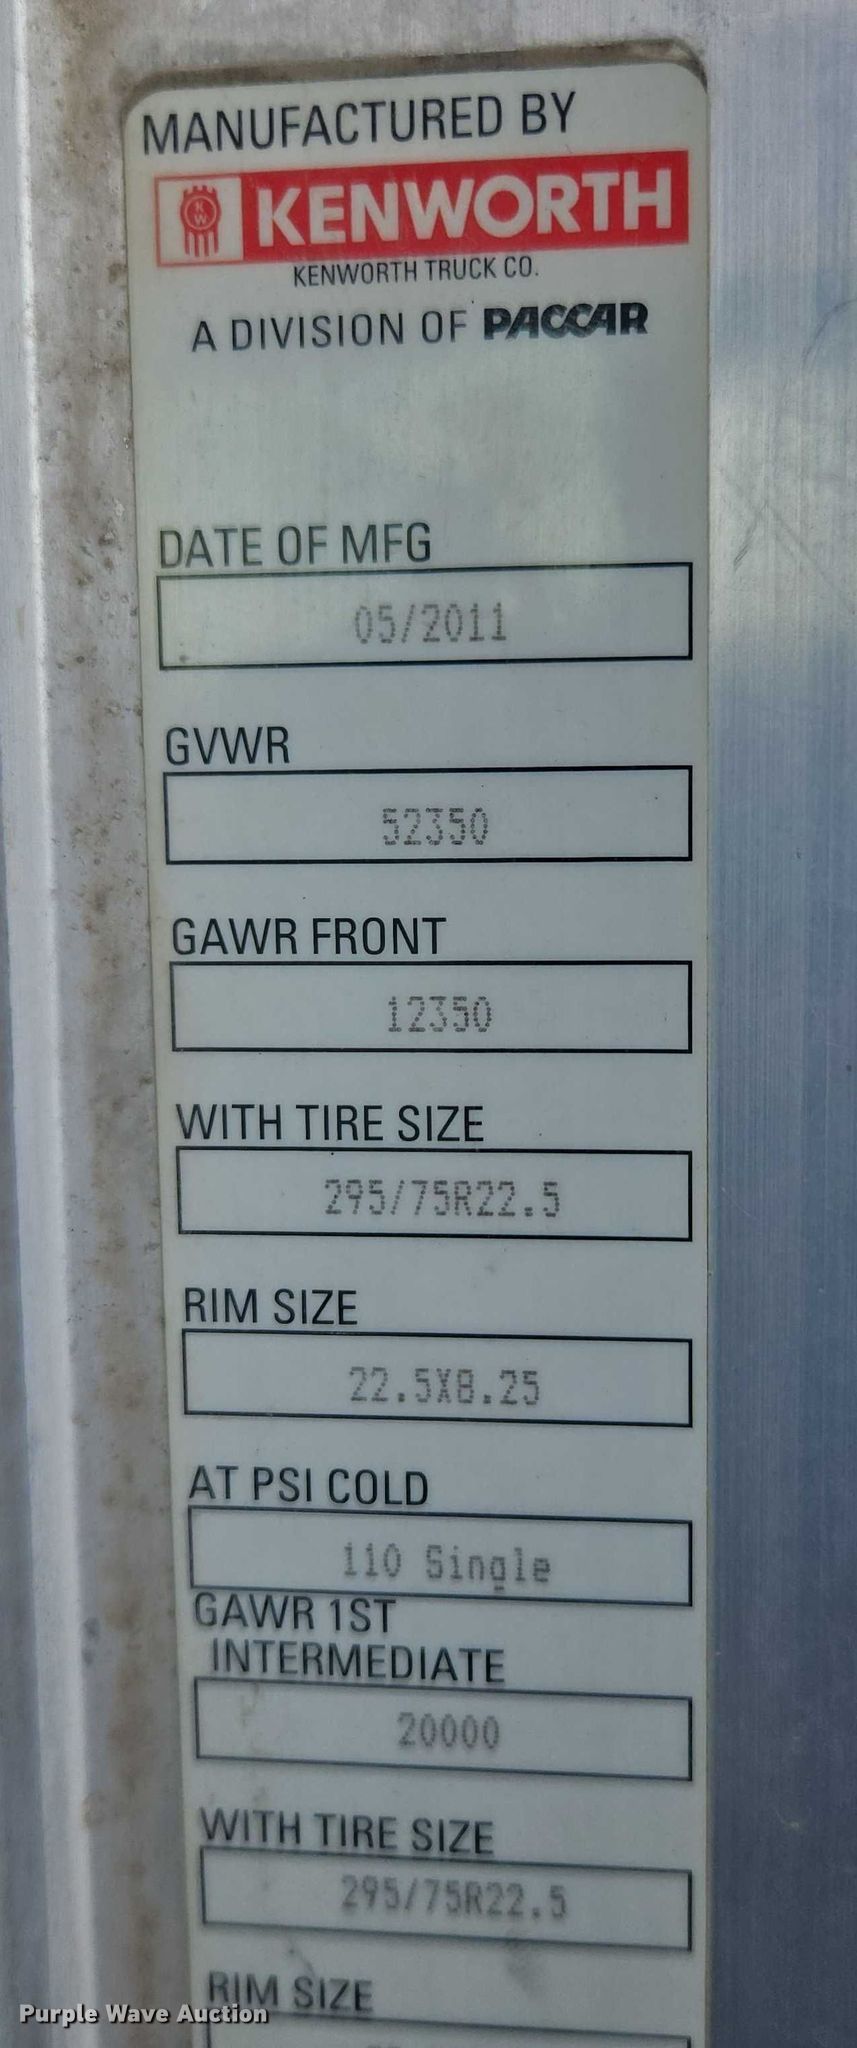 MANUFACTURED BY
KW KENWORTH
KENWORTH TRUCK CO.
A DIVISION OF PACCAR
DATE OF MFG
05/2011
GVWR
52350
GAWR FRONT
12350
WITH TIRE SIZE
295/75R22.5
RIM SIZE
22.5X8.25
AT PSI COLD
110 Single
GAWR 1ST
INTERMEDIATE
20000
WITH TIRE SIZE
295/75R22.5
RIM SIZE
Purple Wave Auction